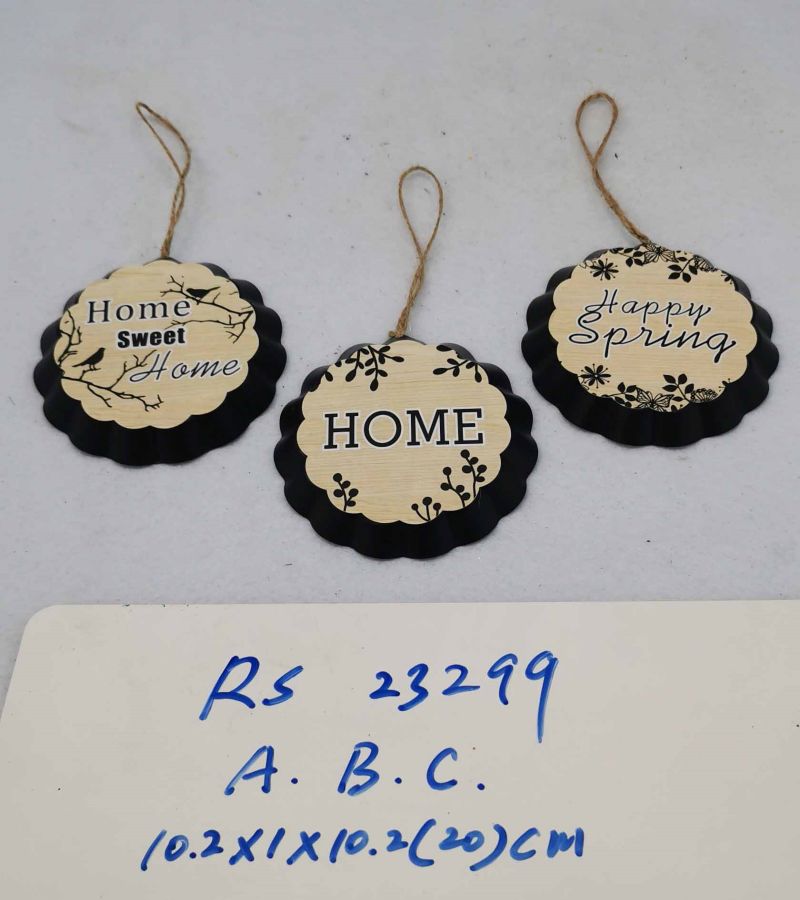 Home
Sweet
Home
HOME
Happy
Spring
RS 23299
A. B. C.
10.2X1X10.2(20)cm